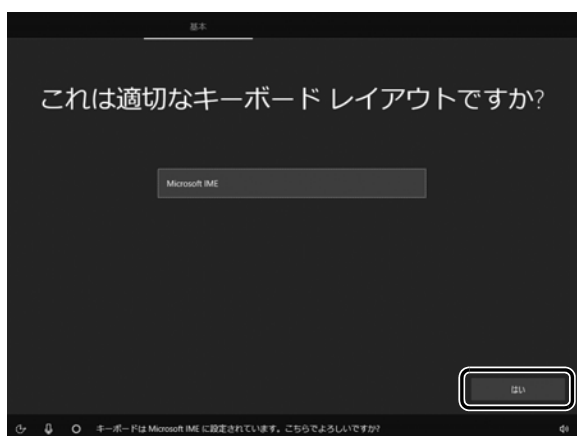 基本
これは適切なキーボード レイアウトですか?
Microsoft IME
はい
キーボードは Microsoft IME に設定されています。こちらでよろしいですか?